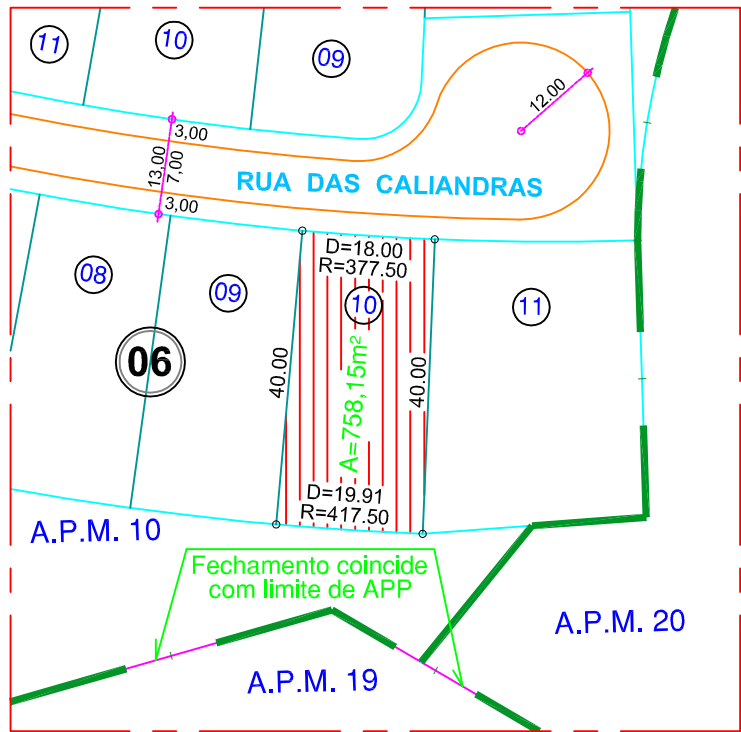 11
10
09
12.00
3,00
13.00
7,00
3,00
RUA DAS CALIANDRAS
D=18.00
R=377.50
08
09
10
11
06
40.00
A=758,15m²
40.00
D=19.91
R=417.50
A.P.M. 10
Fechamento coincide
com limite de APP
A.P.M. 20
A.P.M. 19